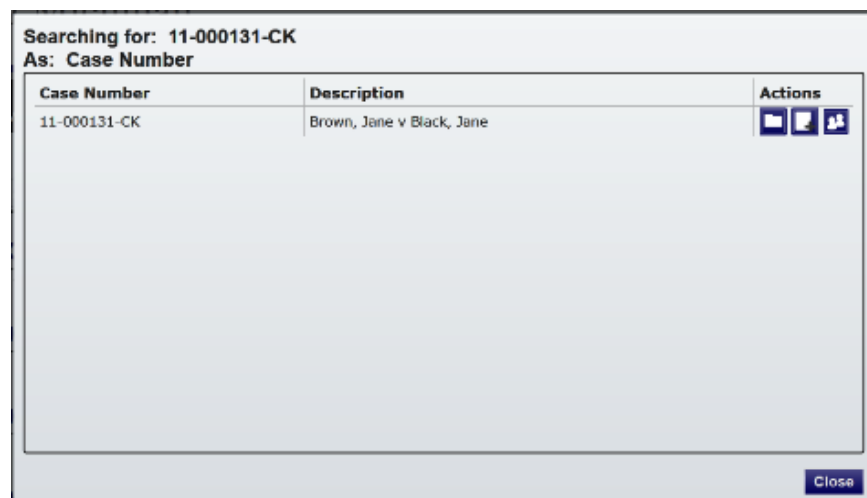 Searching for: 11-000131-CK
As: Case Number
Case Number Description Actions
11-000131-CK Brown, Jane v Black, Jane
Close